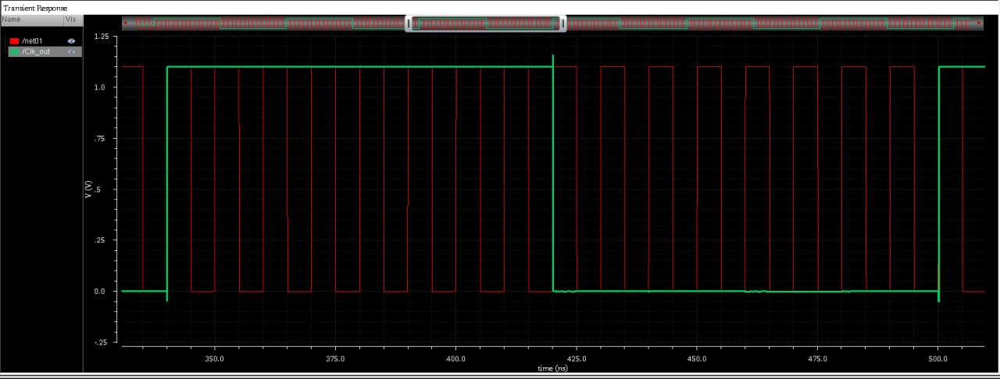 Transient Response
Name Vis
/net01
/Clk_out
1.25
1.0
.75
V (V)
.5
.25
0.0
-.25
350.0 375.0 400.0 425.0 450.0 475.0 500.0
time (ns)